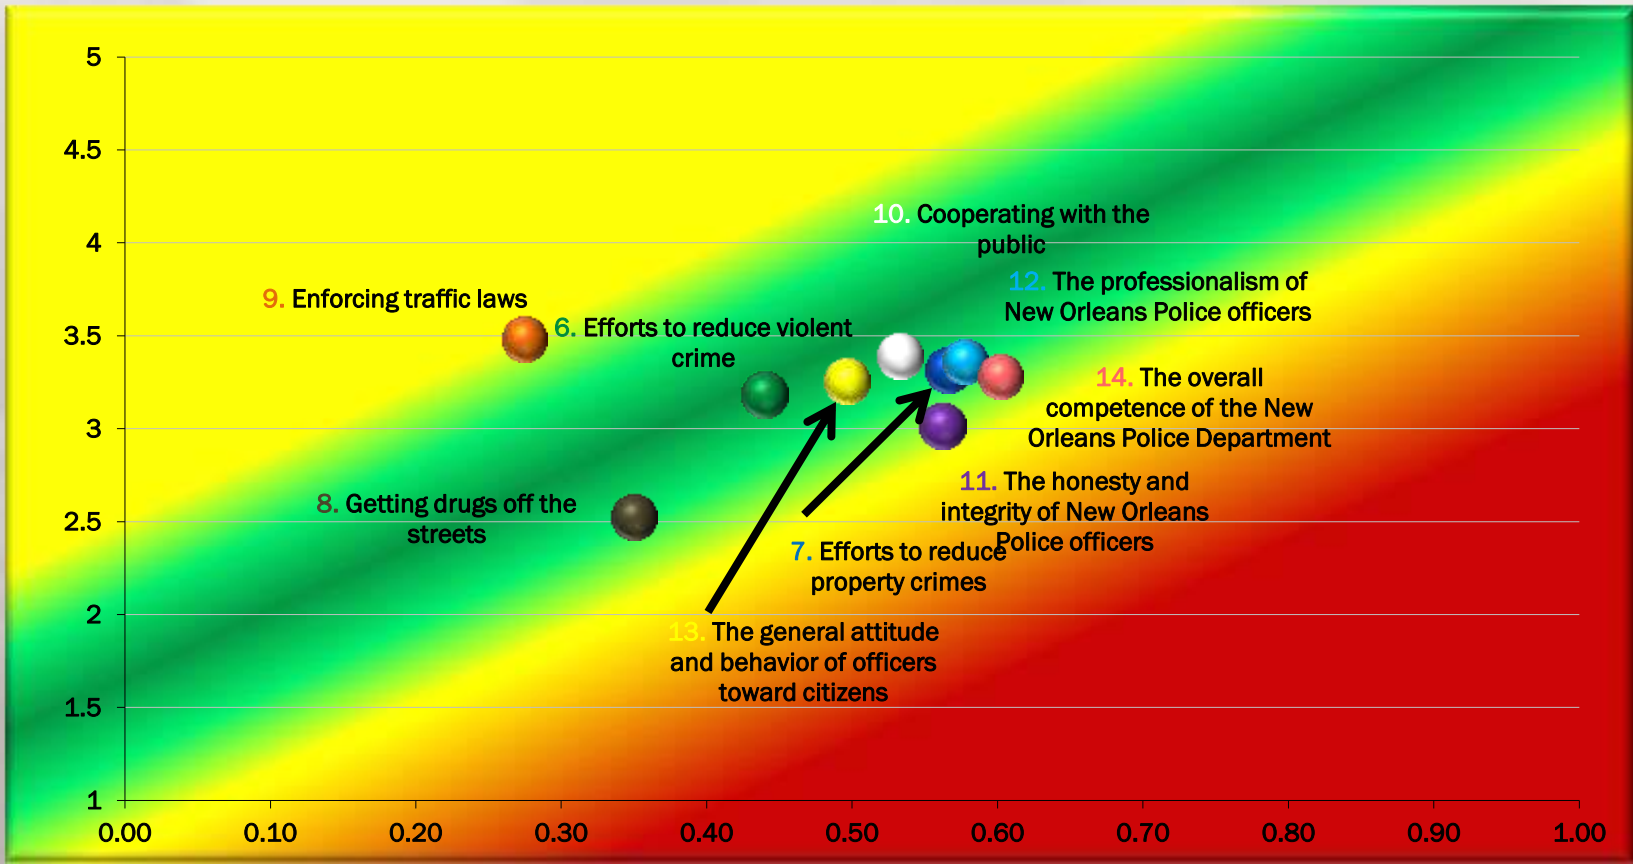 5
4.5
4
3.5
3
2.5
2
1.5
1
0.00 0.10 0.20 0.30 0.40 0.50 0.60 0.70 0.80 0.90 1.00
10. Cooperating with the
public
12. The professionalism of
New Orleans Police officers
9. Enforcing traffic laws
6. Efforts to reduce violent
crime
14. The overall
competence of the New
Orleans Police Department
11. The honesty and
integrity of New Orleans
Police officers
8. Getting drugs off the
streets
7. Efforts to reduce
property crimes
13. The general attitude
and behavior of officers
toward citizens